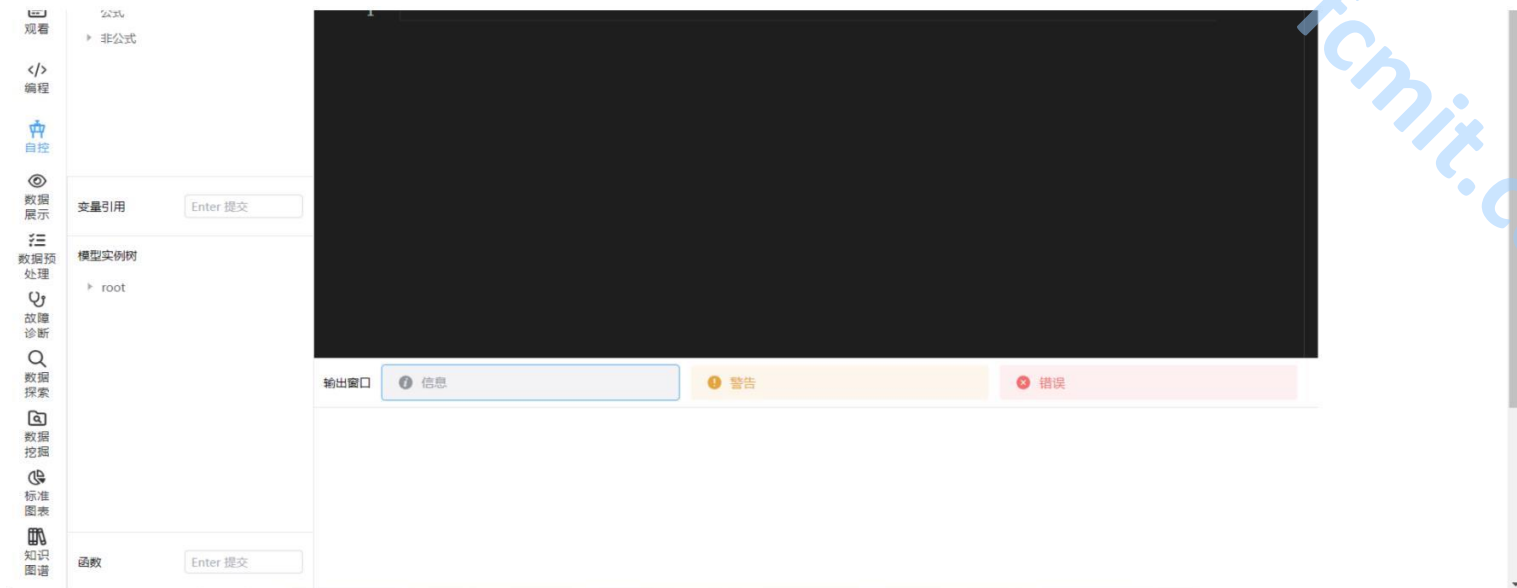 观看
编程
自控
数据
展示
数据预
处理
故障
诊断
数据
探索
数据
挖掘
标准
图表
知识
图谱
公式
非公式
变量引用 Enter 提交
模型实例树
root
函数 Enter 提交
1
输出窗口 信息 警告 错误
rcmit.c